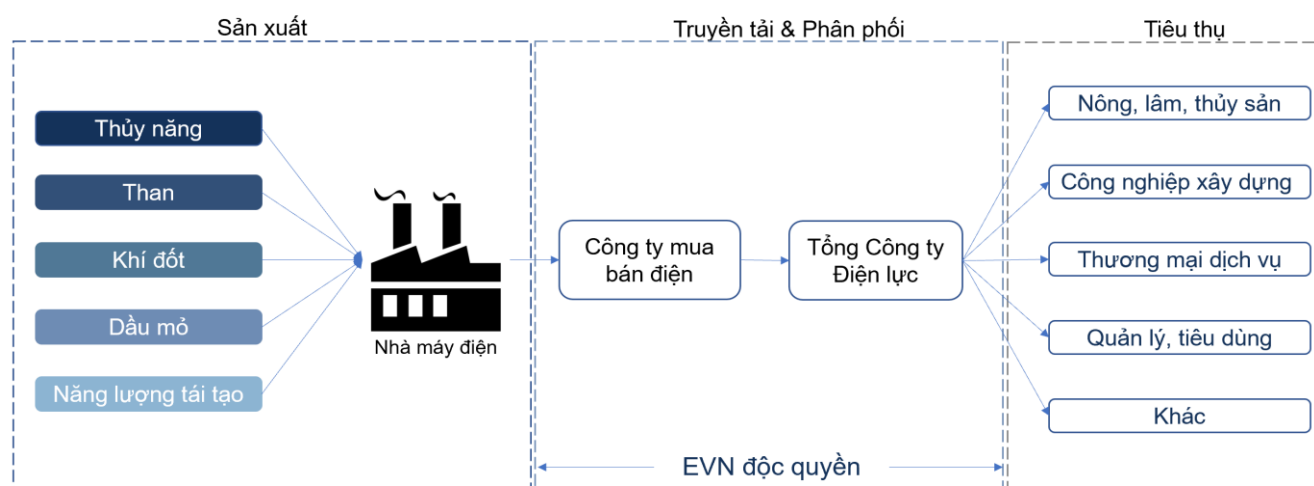 Sản xuất
Truyền tải & Phân phối
Tiêu thụ
Thủy năng
Than
Khí đốt
Dầu mỏ
Năng lượng tái tạo
Nhà máy điện
Công ty mua
bán điện
Tổng Công ty
Điện lực
Nông, lâm, thủy sản
Công nghiệp xây dựng
Thương mại dịch vụ
Quản lý, tiêu dùng
Khác
EVN độc quyền